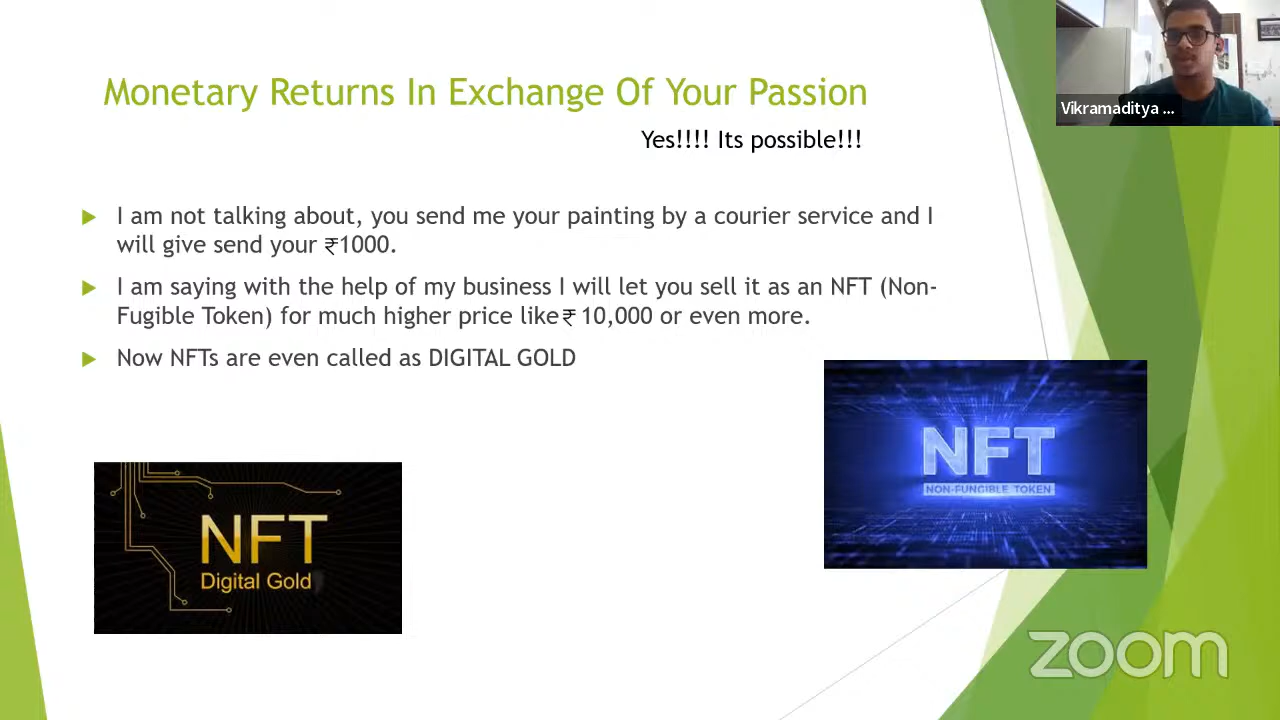 Monetary Returns In Exchange Of Your Passion
Yes!!!! Its possible!!!
Vikramaditya ...
I am not talking about, you send me your painting by a courier service and I
will give send your ₹1000.
I am saying with the help of my business I will let you sell it as an NFT (Non-
Fugible Token) for much higher price like ₹ 10,000 or even more.
Now NFTs are even called as DIGITAL GOLD
NFT
NON-FUNGIBLE TOKEN
NFT
Digital Gold
zoom